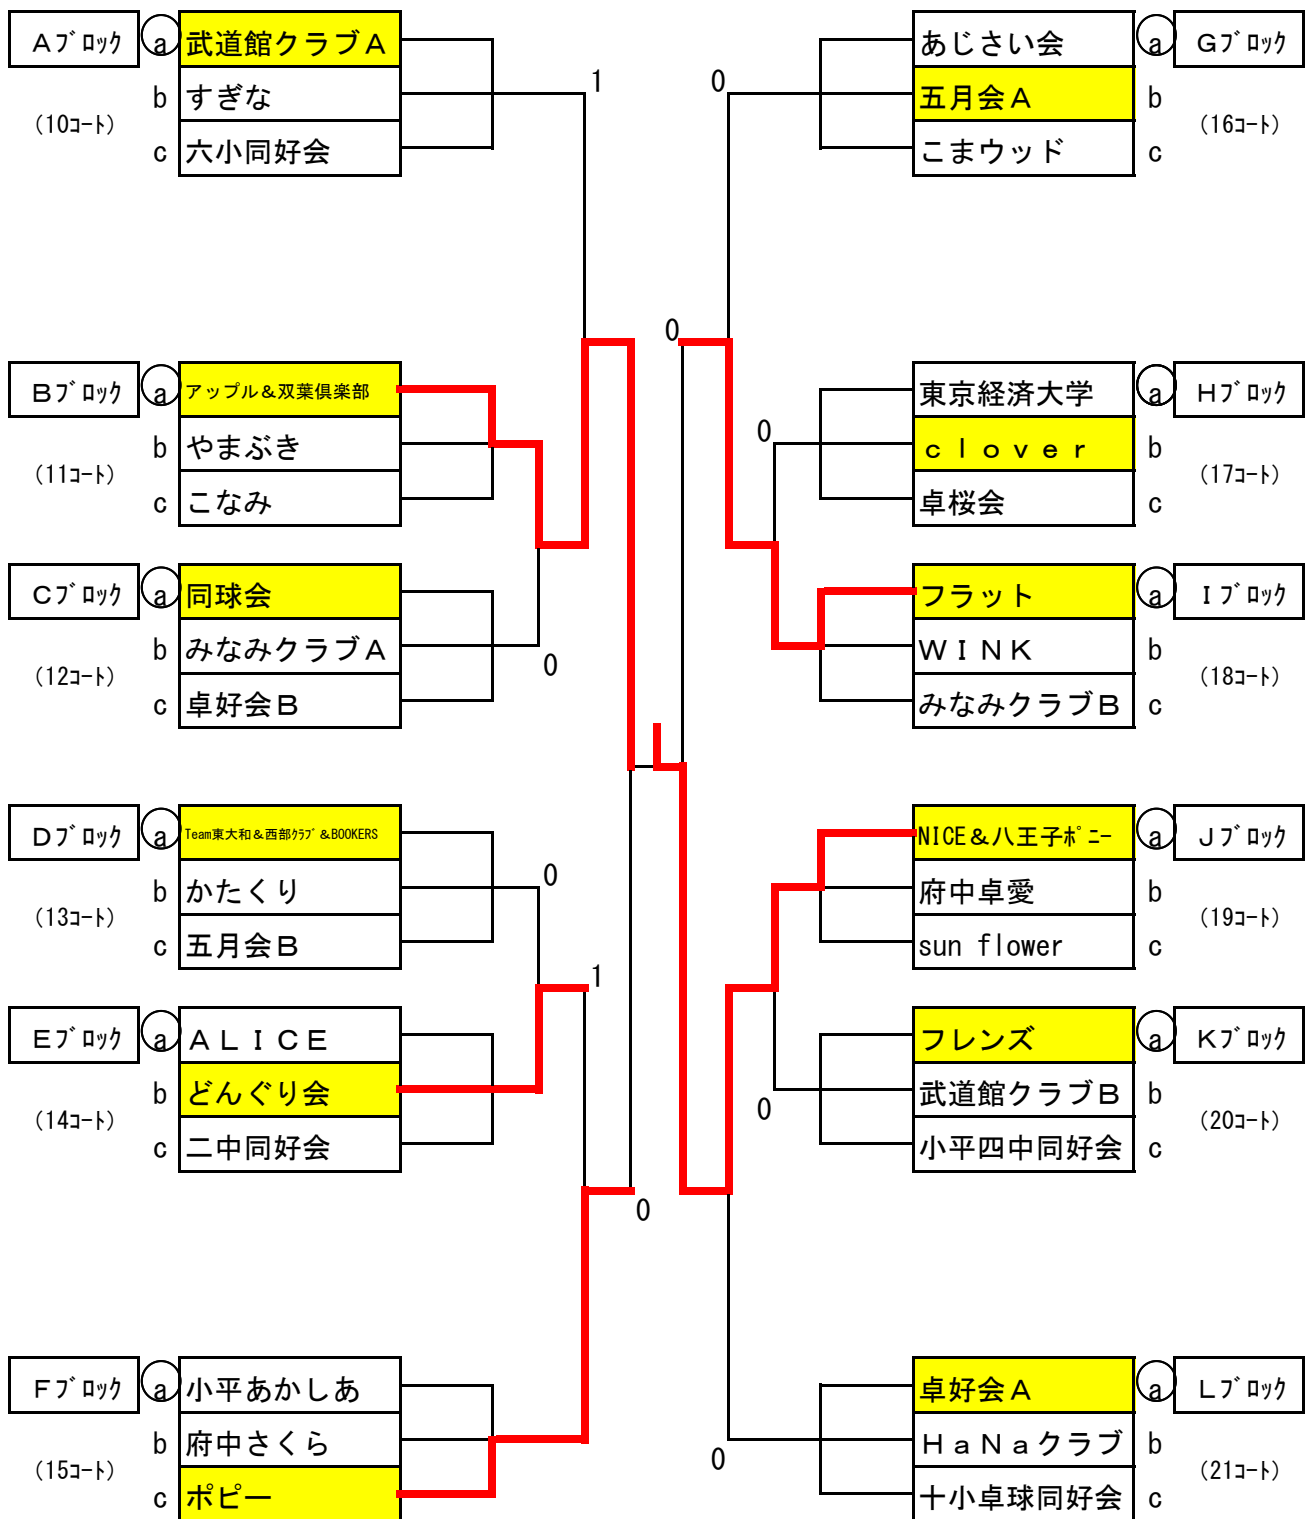 Aブロック a 武道館クラブA
b すぎな
(10コート)
c 六小同好会
1
Bブロック a アップル&双葉倶楽部
b やまぶき
(11コート)
c こなみ
Cブロック a 同球会
b みなみクラブA
(12コート)
c 卓好会B
0
Dブロック a Team東大和&西部クラブ&BOOKERS
b かたくり
(13コート)
c 五月会B
0
1
Eブロック a ALICE
b どんぐり会
(14コート)
c 二中同好会
0
Fブロック a 小平あかしあ
b 府中さくら
(15コート)
c ポピー
0
あじさい会 a Gブロック
五月会A b
(16コート)
こまウッド c
0
東京経済大学 a Hブロック
0
clover b
(17コート)
卓桜会 c
フラット a Iブロック
WINK b
(18コート)
みなみクラブB c
NICE&八王子ポニー a Jブロック
府中卓愛 b
(19コート)
sun flower c
フレンズ a Kブロック
武道館クラブB b
0
(20コート)
小平四中同好会 c
卓好会A a Lブロック
HaNaクラブ b
0
(21コート)
十小卓球同好会 c